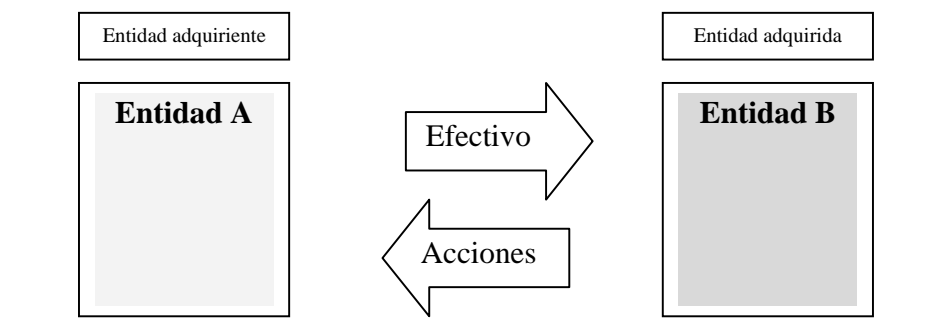 Entidad adquiriente
Entidad adquirida
Entidad A
Entidad B
Efectivo
Acciones